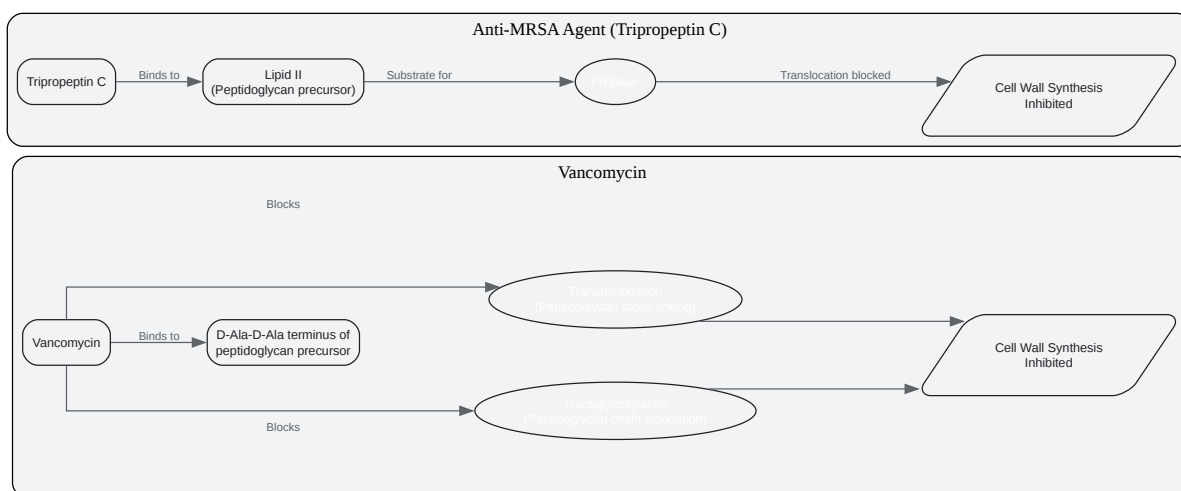 Anti-MRSA Agent (Tripropeptin C)
Tripropeptin C
Binds to
Lipid II
(Peptidoglycan precursor)
Substrate for
Flippase
Translocation blocked
Cell Wall Synthesis
Inhibited
Vancomycin
Blocks
Transpeptidation
(Peptidoglycan cross-linking)
Vancomycin
Binds to
D-Ala-D-Ala terminus of
peptidoglycan precursor
Cell Wall Synthesis
Inhibited
Transglycosylation
(Peptidoglycan chain elongation)
Blocks